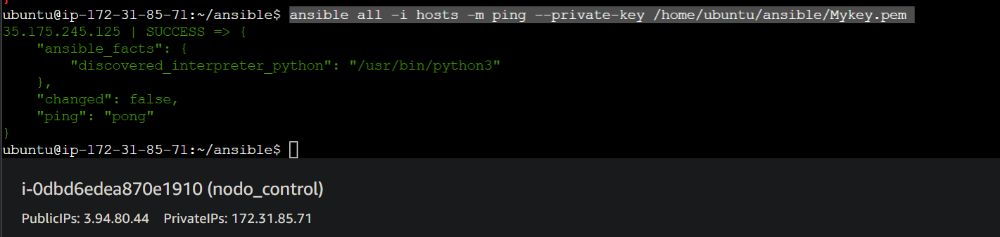 ubuntu@ip-172-31-85-71:~/ansible$ ansible all -i hosts -m ping --private-key /home/ubuntu/ansible/Mykey.pem
35.175.245.125 | SUCCESS => {
    "ansible_facts": {
        "discovered_interpreter_python": "/usr/bin/python3"
    },
    "changed": false,
    "ping": "pong"
}
ubuntu@ip-172-31-85-71:~/ansible$
i-0dbd6edea870e1910 (nodo_control)
PublicIPs: 3.94.80.44 PrivateIPs: 172.31.85.71